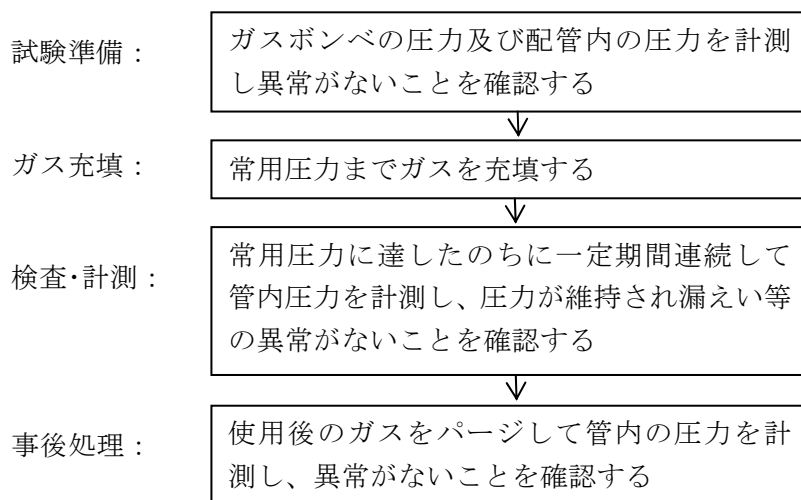 試験準備：
ガスボンベの圧力及び配管内の圧力を計測
し異常がないことを確認する
ガス充填：
常用圧力までガスを充填する
検査・計測：
常用圧力に達したのちに一定期間連続して
管内圧力を計測し、圧力が維持され漏えい等
の異常がないことを確認する
事後処理：
使用後のガスをパージして管内の圧力を計
測し、異常がないことを確認する